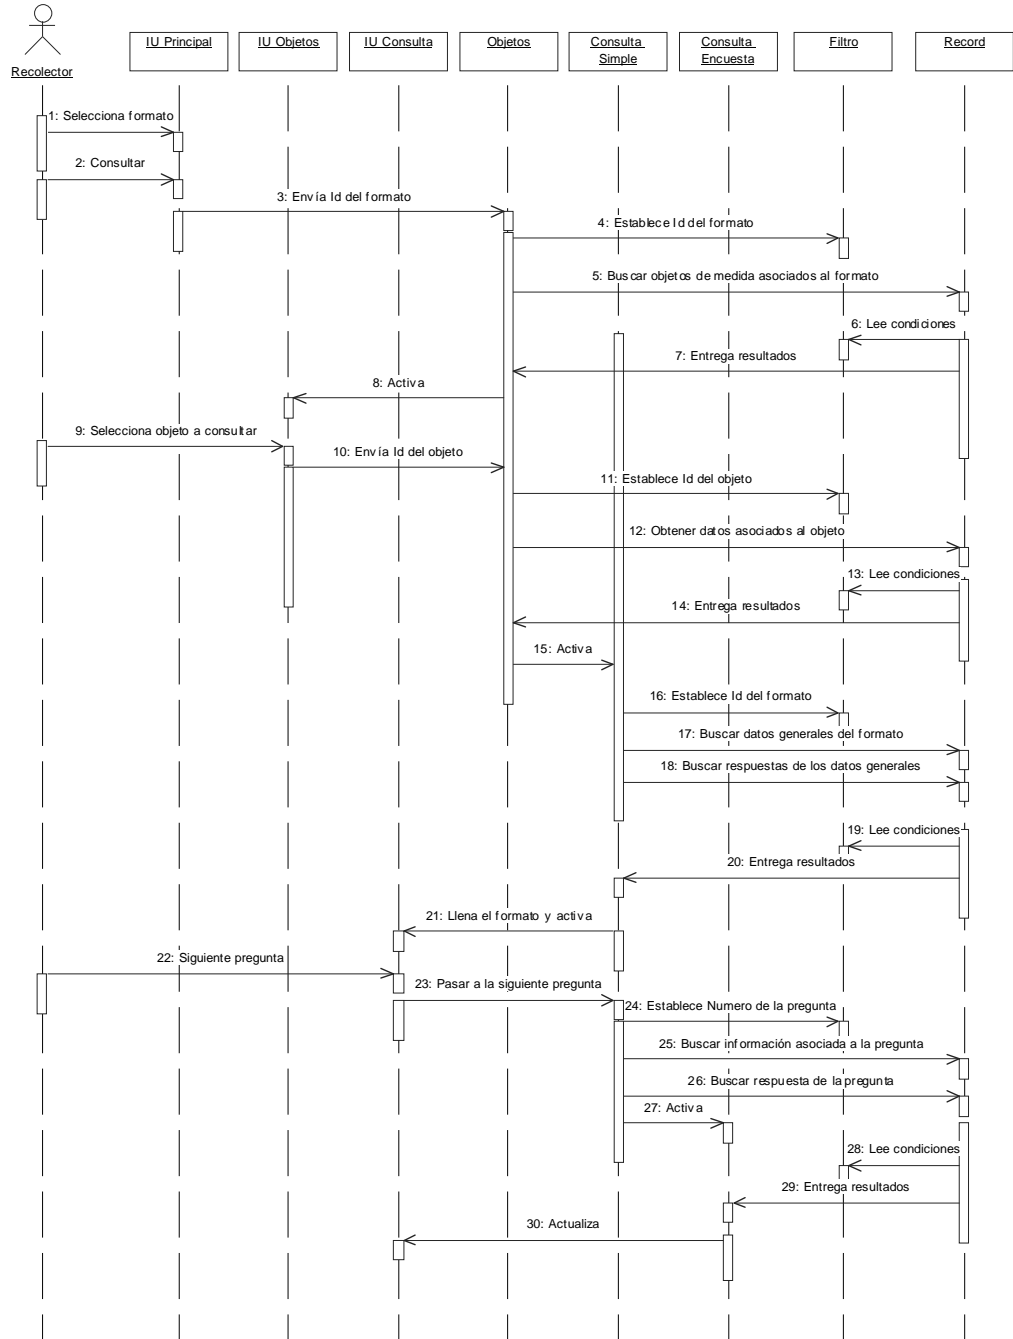 Recolector
IU Principal
IU Objetos
IU Consulta
Objetos
Consulta
Simple
Consulta
Encuesta
Filtro
Record
1: Selecciona formato
2: Consultar
3: Envía Id del formato
4: Establece Id del formato
5: Buscar objetos de medida asociados al formato
6: Lee condiciones
7: Entrega resultados
8: Activa
9: Selecciona objeto a consultar
10: Envía Id del objeto
11: Establece Id del objeto
12: Obtener datos asociados al objeto
13: Lee condiciones
14: Entrega resultados
15: Activa
16: Establece Id del formato
17: Buscar datos generales del formato
18: Buscar respuestas de los datos generales
19: Lee condiciones
20: Entrega resultados
21: Llena el formato y activa
22: Siguiente pregunta
23: Pasar a la siguiente pregunta
24: Establece Numero de la pregunta
25: Buscar información asociada a la pregunta
26: Buscar respuesta de la pregunta
27: Activa
28: Lee condiciones
29: Entrega resultados
30: Actualiza